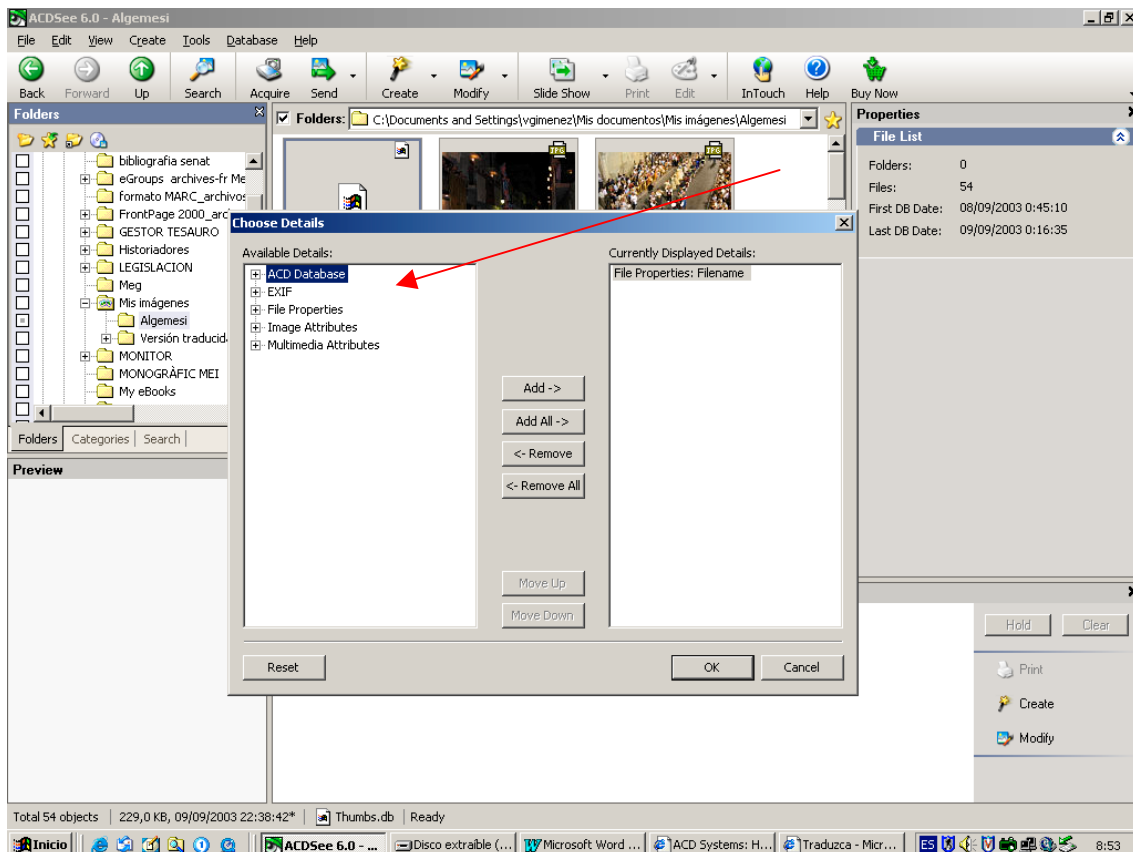 ACDSee 6.0 - Algemesi
File Edit View Create Tools Database Help
Back Forward Up Search Acquire Send Create Modify Slide Show Print Edit InTouch Help Buy Now
Folders
bibliografia senat
eGroups archives-fr Me
formato MARC_archivos
FrontPage 2000_arc
GESTOR TESAURO
Historiadores
LEGISLACION
Meg
Mis imágenes
Algemesi
Versión traducid
MONITOR
MONOGRÀFIC MEI
My eBooks
Folders Categories Search
Preview
Folders: C:\Documents and Settings\vgimenez\Mis documentos\Mis imágenes\Algemesi
JPG JPG
Properties
File List
Folders: 0
Files: 54
First DB Date: 08/09/2003 0:45:10
Last DB Date: 09/09/2003 0:16:35
Choose Details
Available Details:
ACD Database
EXIF
File Properties
Image Attributes
Multimedia Attributes
Add ->
Add All ->
<- Remove
<- Remove All
Move Up
Move Down
Currently Displayed Details:
File Properties: Filename
Reset OK Cancel
Hold Clear
Print
Create
Modify
Total 54 objects 229,0 KB, 09/09/2003 22:38:42* Thumbs.db Ready
Inicio ACDSee 6.0 - ... Disco extraíble (... Microsoft Word ... ACD Systems: H... Traduzca - Micr... ES 8:53